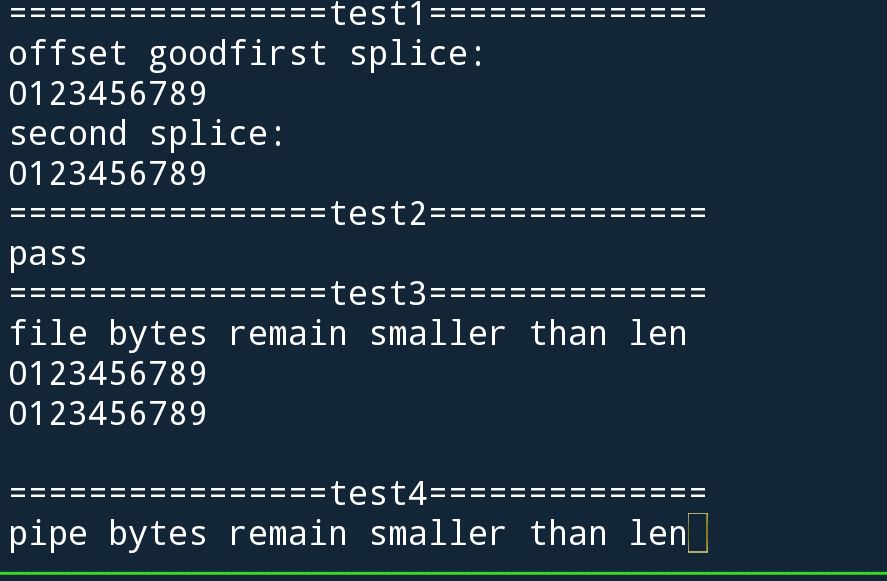 ================test1==============
offset goodfirst splice:
0123456789
second splice:
0123456789
================test2==============
pass
================test3==============
file bytes remain smaller than len
0123456789
0123456789
================test4==============
pipe bytes remain smaller than len